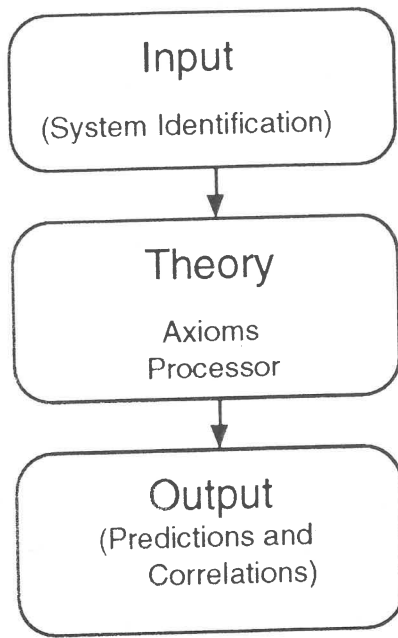 Input
(System Identification)
Theory
Axioms
Processor
Output
(Predictions and
Correlations)